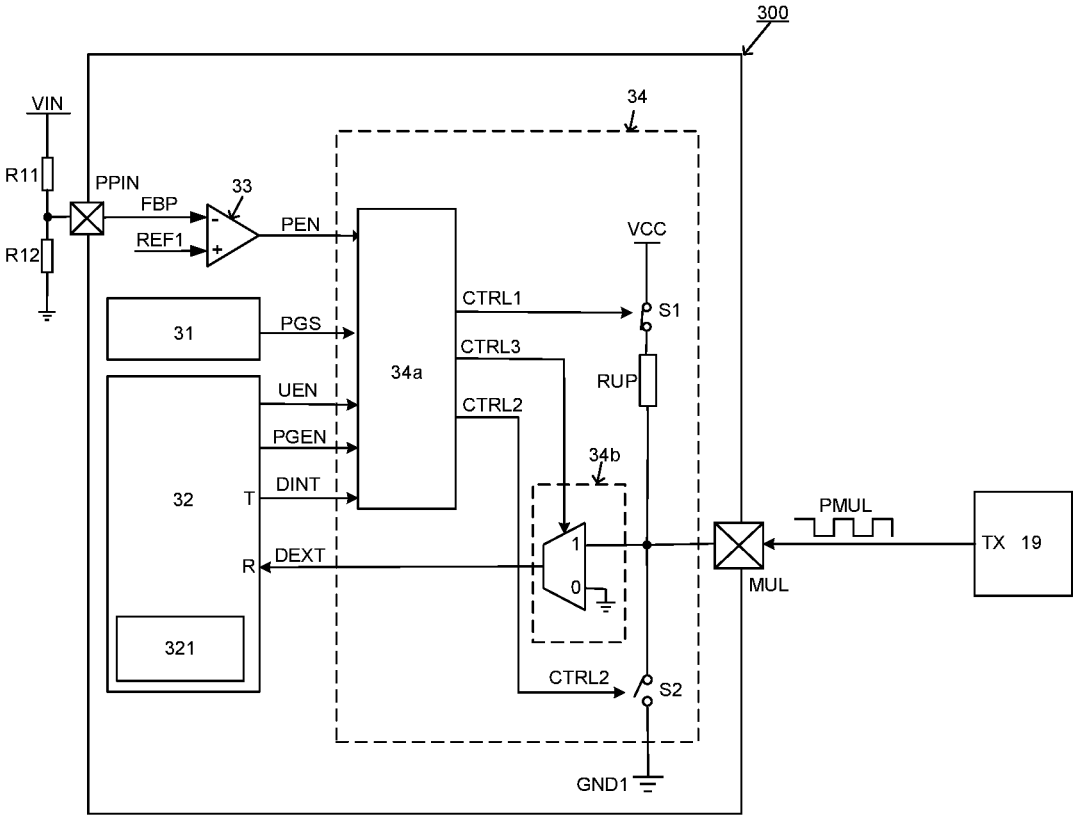 300
VIN
34
R11
PPIN
33
FBP
-
PEN
REF1
+
R12
VCC
CTRL1
S1
31
PGS
CTRL3
34a
RUP
UEN
CTRL2
PGEN
34b
32
T
DINT
PMUL
1
TX 19
R
DEXT
0
MUL
321
CTRL2
S2
GND1